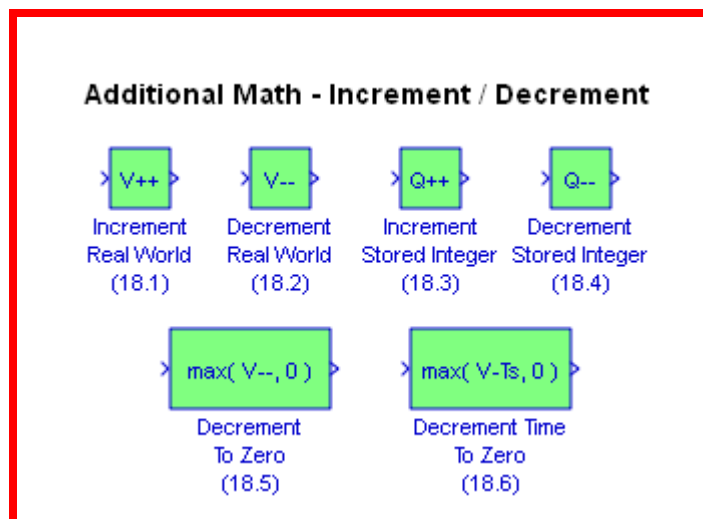 Additional Math - Increment / Decrement
V++ V-- Q++ Q--
Increment Decrement Increment Decrement
Real World Real World Stored Integer Stored Integer
(18.1) (18.2) (18.3) (18.4)
max( V--, 0 ) max( V-Ts, 0 )
Decrement Decrement Time
To Zero To Zero
(18.5) (18.6)